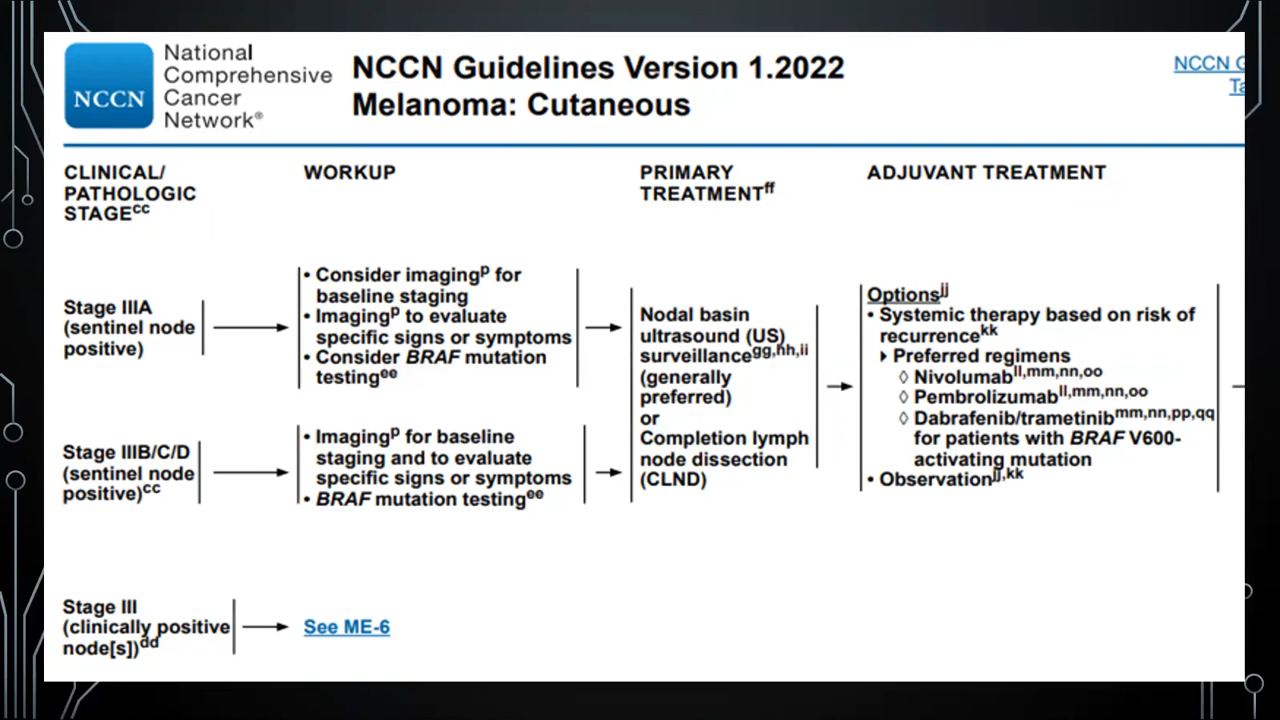 NCCN
National
Comprehensive
Cancer
Network®
NCCN Guidelines Version 1.2022
Melanoma: Cutaneous
NCCN G
Ta
CLINICAL/
PATHOLOGIC
STAGEcc
WORKUP
PRIMARY
TREATMENTff
ADJUVANT TREATMENT
Stage IIIA
(sentinel node
positive)
• Consider imagingp for
baseline staging
• Imagingp to evaluate
specific signs or symptoms
• Consider BRAF mutation
testingee
Stage IIIB/C/D
(sentinel node
positive)cc
• Imagingp for baseline
staging and to evaluate
specific signs or symptoms
• BRAF mutation testingee
Nodal basin
ultrasound (US)
surveillancegg,hh,ii
(generally
preferred)
or
Completion lymph
node dissection
(CLND)
Optionsjj
• Systemic therapy based on risk of
recurrencekk
Preferred regimens
◊ Nivolumabll,mm,nn,oo
◊ Pembrolizumabll,mm,nn,oo
◊ Dabrafenib/trametinibmm,nn,pp,qq
for patients with BRAF V600-
activating mutation
• Observationjj,kk
Stage III
(clinically positive
node[s])dd
See ME-6